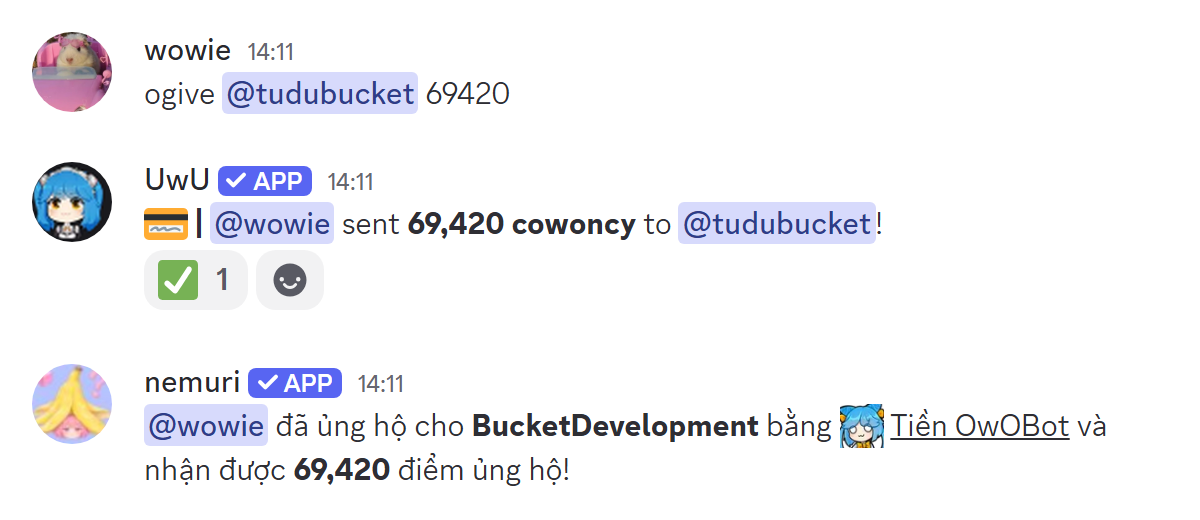 wowie 14:11
ogive @tudubucket 69420
UwU APP 14:11
| @wowie sent 69,420 cowoncy to @tudubucket!
1
nemuri APP 14:11
@wowie đã ủng hộ cho BucketDevelopment bằng Tiền OwOBot và
nhận được 69,420 điểm ủng hộ!